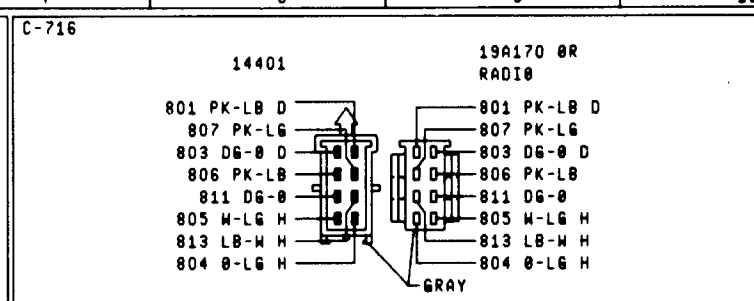 C-716
14401
801 PK-LB D
807 PK-LG
803 DG-O D
806 PK-LB
811 DG-O
805 W-LG H
813 LB-W H
804 O-LG H
19A170 OR
RADIO
801 PK-LB D
807 PK-LG
803 DG-O D
806 PK-LB
811 DG-O
805 W-LG H
813 LB-W H
804 O-LG H
GRAY